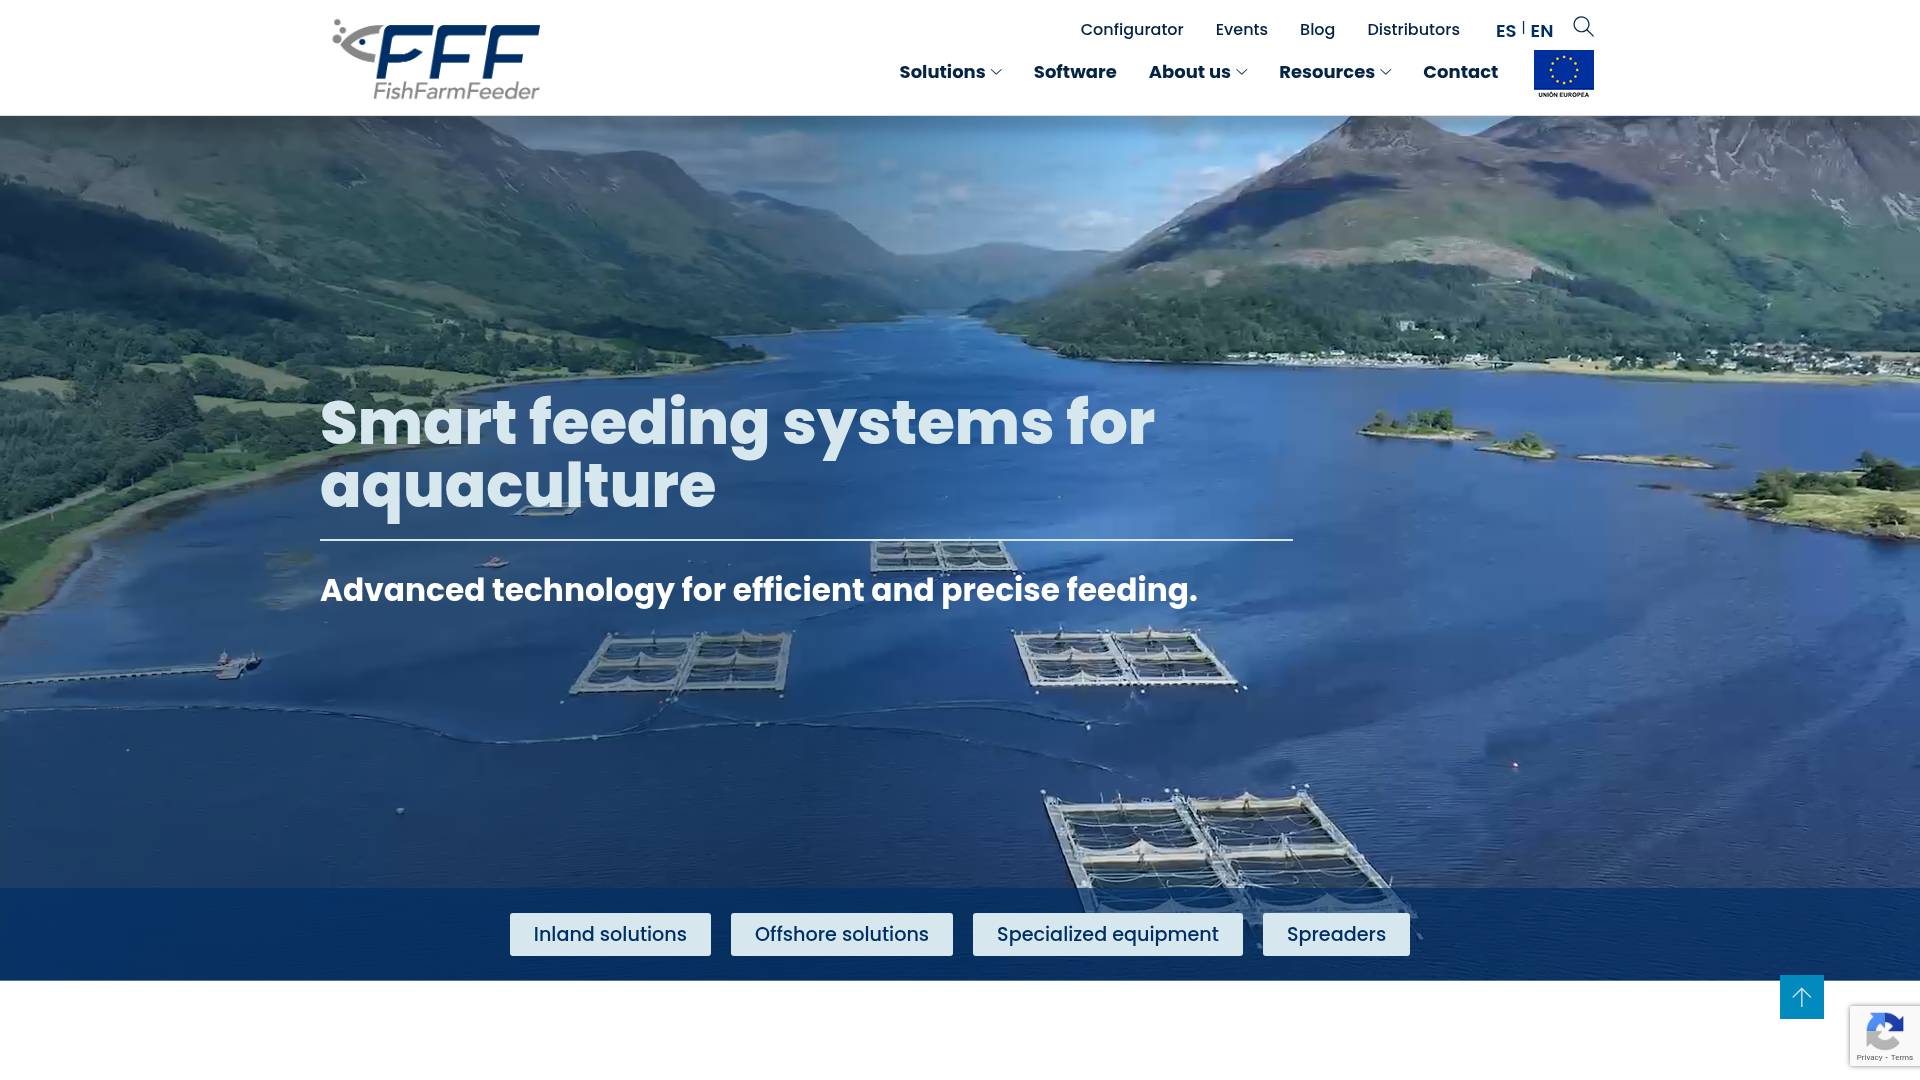 Configurator Events Blog Distributors ES | EN
FFF
FishFarmFeeder
Solutions Software About us Resources Contact
UNIÓN EUROPEA
Smart feeding systems for
aquaculture
Advanced technology for efficient and precise feeding.
Inland solutions Offshore solutions Specialized equipment Spreaders
Privacy - Terms